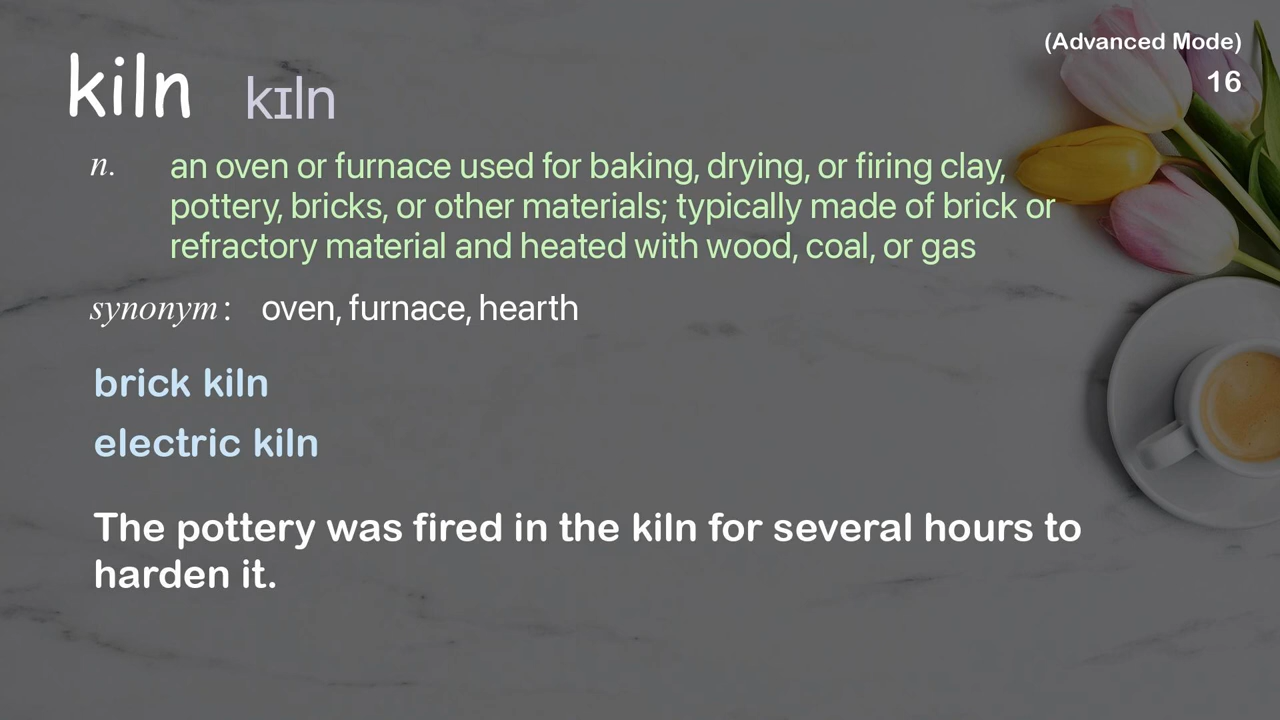 (Advanced Mode)
16
kiln kɪln
n. an oven or furnace used for baking, drying, or firing clay,
pottery, bricks, or other materials; typically made of brick or
refractory material and heated with wood, coal, or gas
synonym: oven, furnace, hearth
brick kiln
electric kiln
The pottery was fired in the kiln for several hours to
harden it.